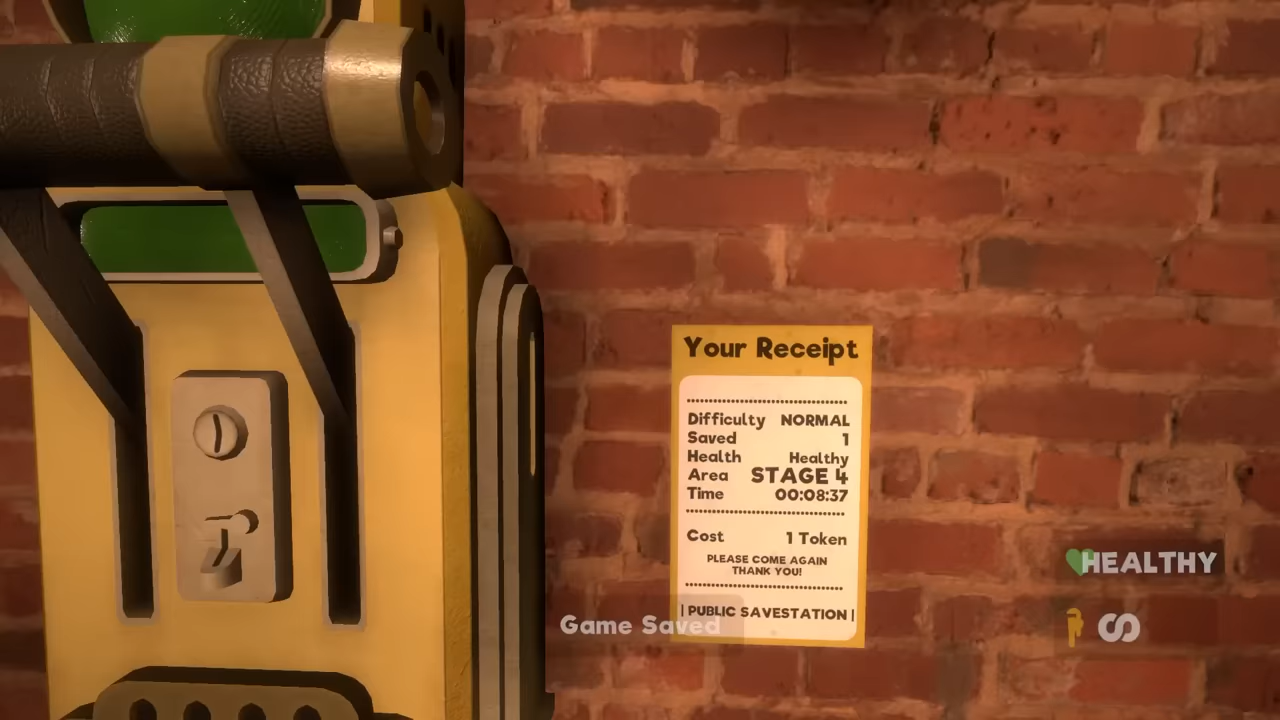 Your Receipt
Difficulty NORMAL
Saved 1
Health Healthy
Area STAGE 4
Time 00:08:37
Cost 1 Token
PLEASE COME AGAIN
THANK YOU!
| PUBLIC SAVESTATION |
Game Saved
HEALTHY